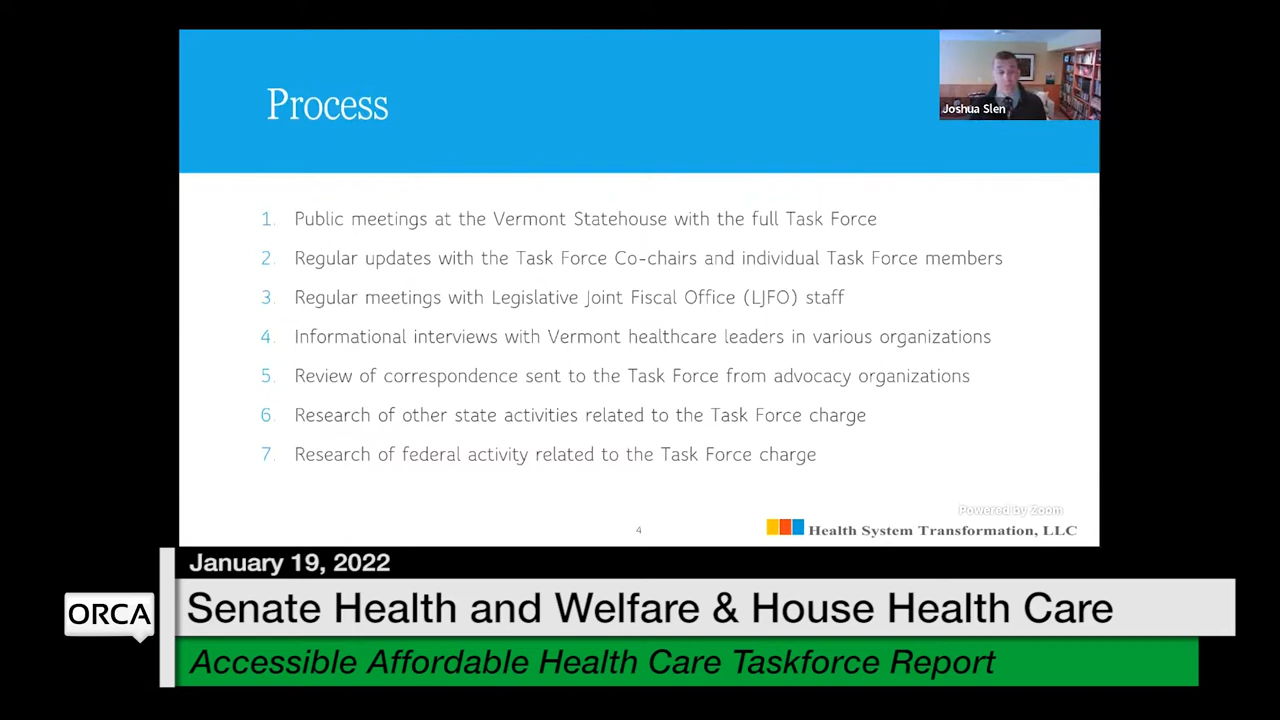 Process
Joshua Slen
1. Public meetings at the Vermont Statehouse with the full Task Force
2. Regular updates with the Task Force Co-chairs and individual Task Force members
3. Regular meetings with Legislative Joint Fiscal Office (LJFO) staff
4. Informational interviews with Vermont healthcare leaders in various organizations
5. Review of correspondence sent to the Task Force from advocacy organizations
6. Research of other state activities related to the Task Force charge
7. Research of federal activity related to the Task Force charge
Powered by Zoom
4
Health System Transformation, LLC
January 19, 2022
ORCA
Senate Health and Welfare & House Health Care
Accessible Affordable Health Care Taskforce Report